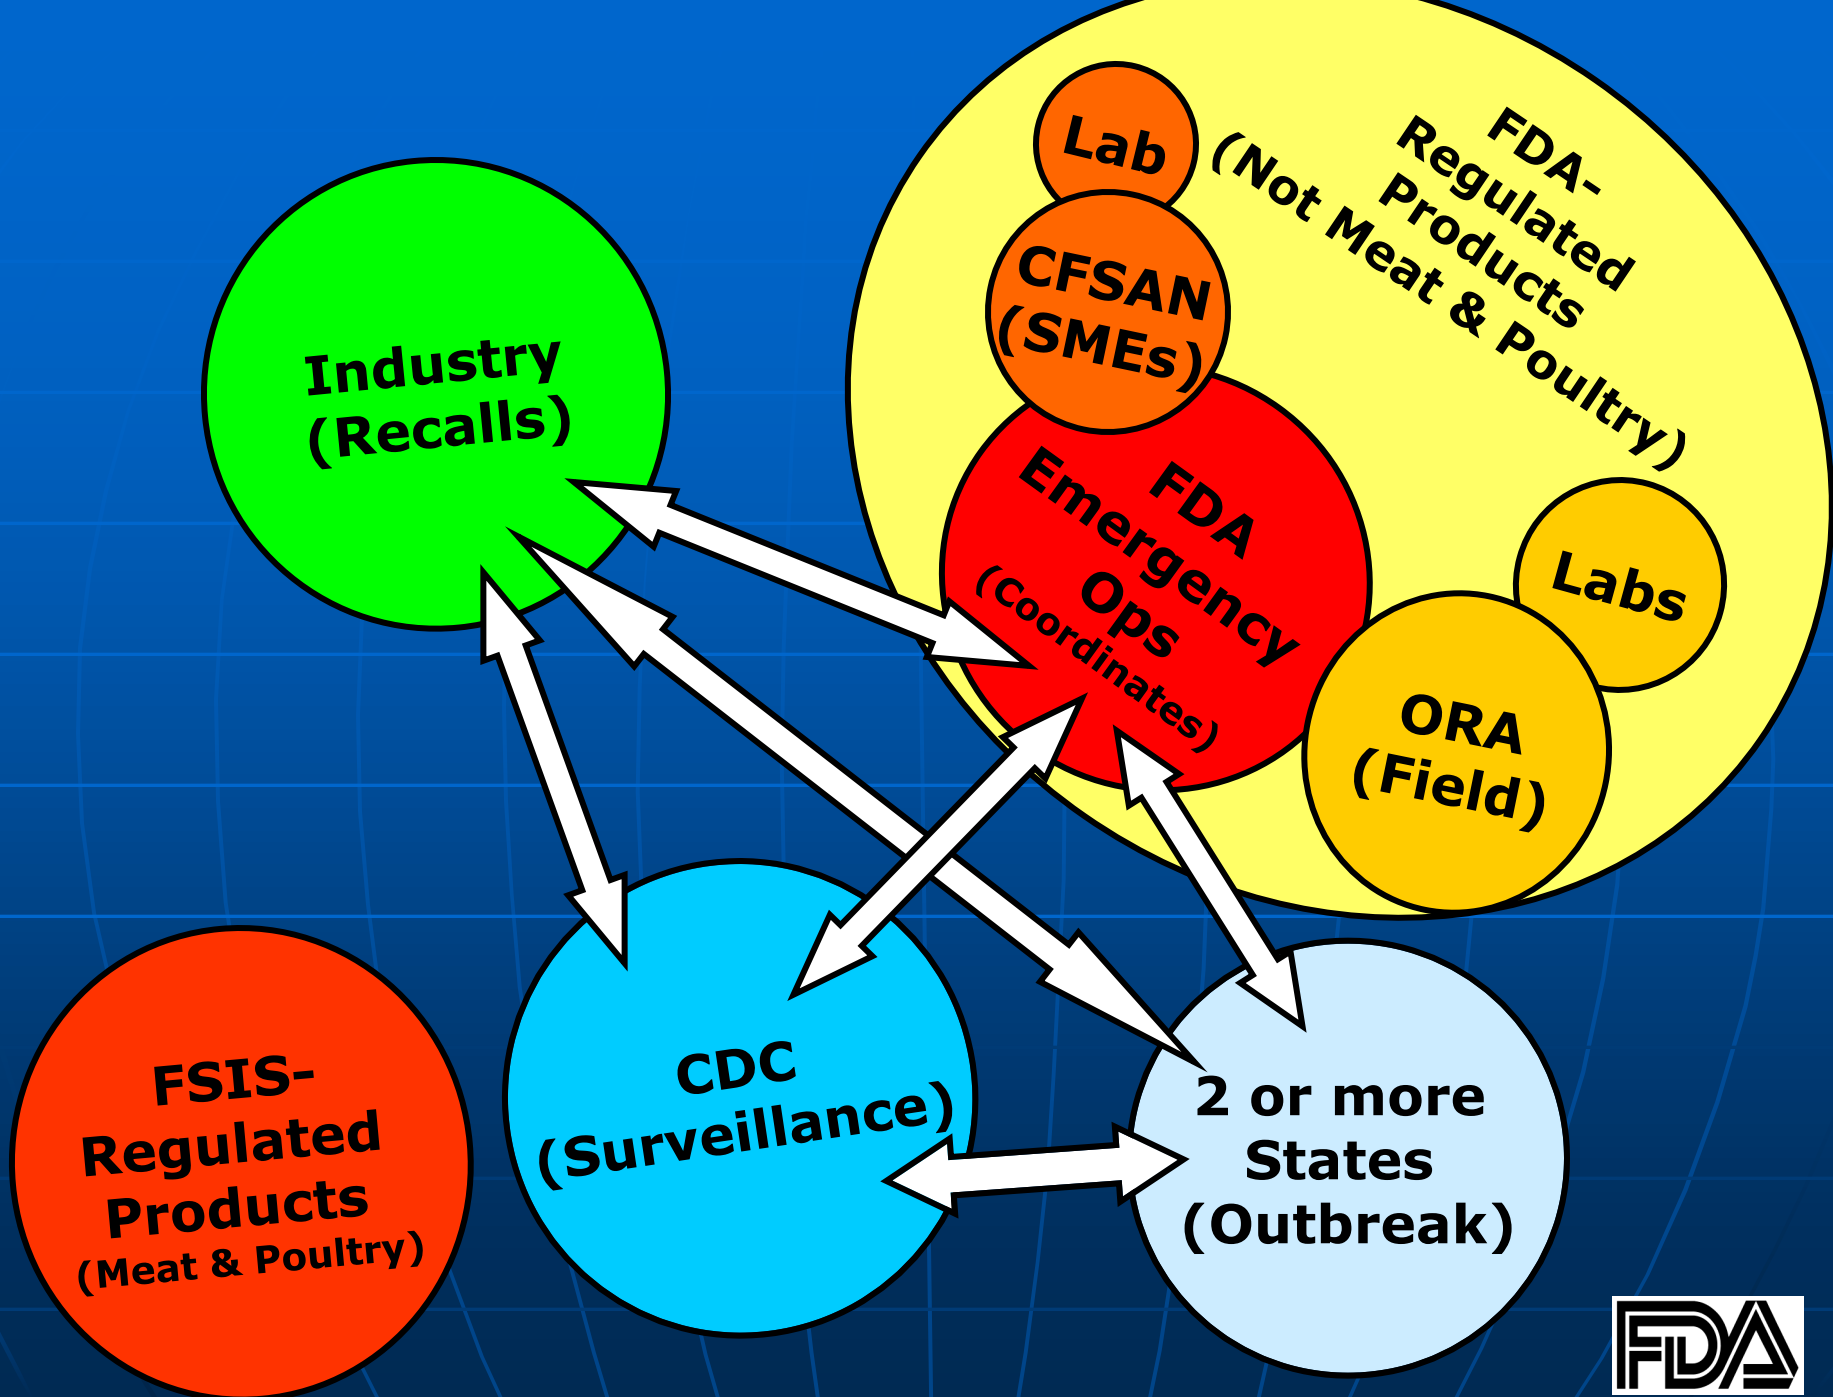 Lab
CFSAN
(SMEs)
FDA-
Regulated
Products
(Not Meat & Poultry)
Industry
(Recalls)
FDA
Emergency
Ops
(Coordinates)
Labs
ORA
(Field)
FSIS-
Regulated
Products
(Meat & Poultry)
CDC
(Surveillance)
2 or more
States
(Outbreak)
FDA